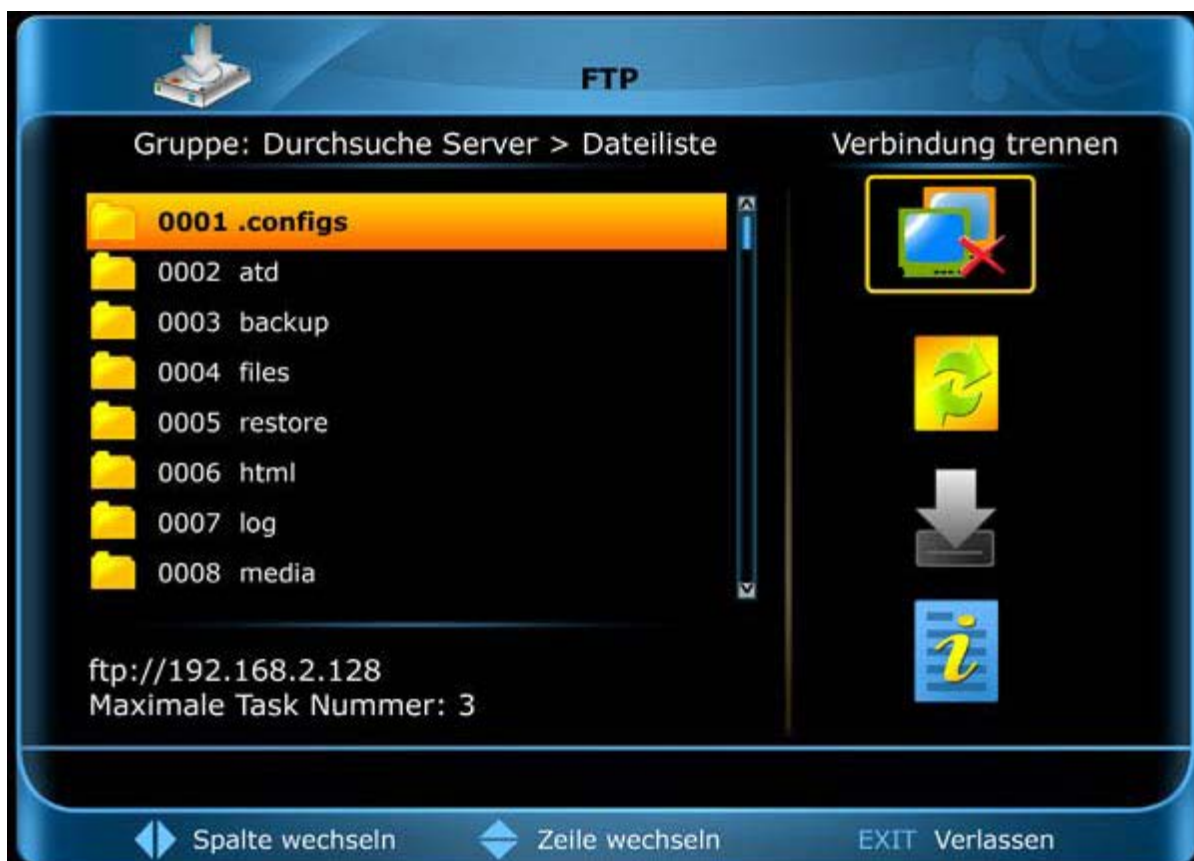 FTP
Gruppe: Durchsuche Server > Dateiliste
Verbindung trennen
0001 .configs
0002 atd
0003 backup
0004 files
0005 restore
0006 html
0007 log
0008 media
ftp://192.168.2.128
Maximale Task Nummer: 3
Spalte wechseln
Zeile wechseln
EXIT Verlassen